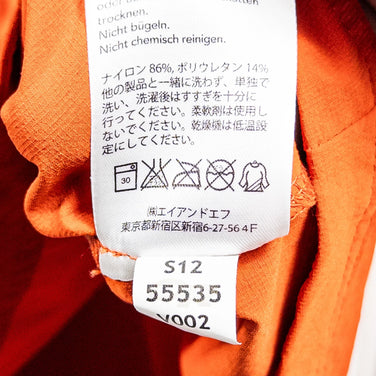 trocknen.
Nicht bügeln.
Nicht chemisch reinigen.
ナイロン 86%, ポリウレタン 14%
他の製品と一緒に洗わず、単独で
洗い、洗濯後はすすぎを十分に
行ってください。柔軟剤は使用し
ないでください。乾燥機は低温設
定にしてください。
30
㈱エイアンドエフ
東京都新宿区新宿6-27-56 4F
S12
55535
V002